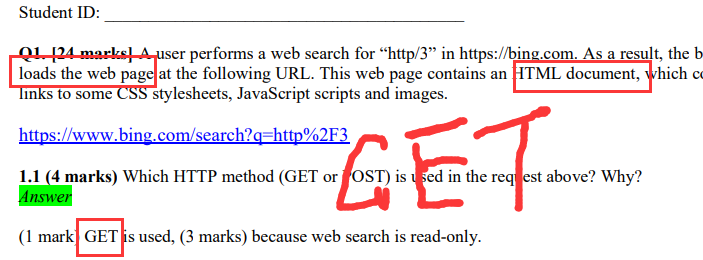 Student ID: ___________________________________________
Q1. [24 marks] A user performs a web search for “http/3” in https://bing.com. As a result, the b
loads the web page at the following URL. This web page contains an HTML document, which co
links to some CSS stylesheets, JavaScript scripts and images.
https://www.bing.com/search?q=http%2F3
GET
1.1 (4 marks) Which HTTP method (GET or POST) is used in the request above? Why?
Answer
(1 mark) GET is used, (3 marks) because web search is read-only.